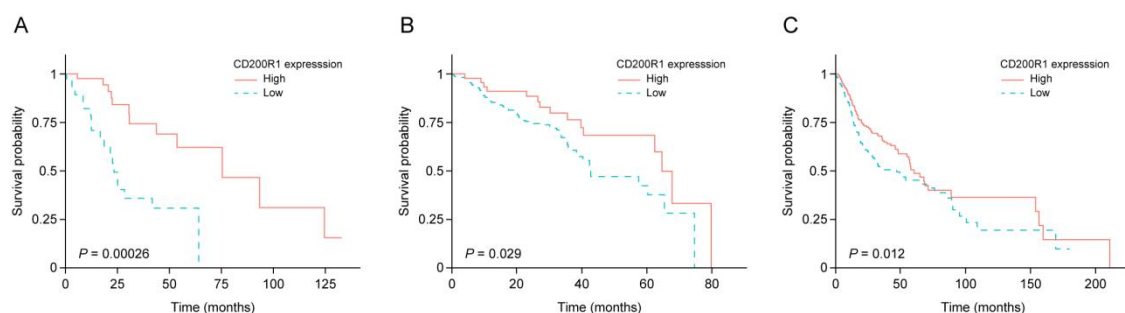 A
CD200R1 expresssion
High
Low
Survival probability
1
0.75
0.5
0.25
0
P = 0.00026
0 25 50 75 100 125
Time (months)
B
CD200R1 expresssion
High
Low
Survival probability
1
0.75
0.5
0.25
0
P = 0.029
0 20 40 60 80
Time (months)
C
CD200R1 expresssion
High
Low
Survival probability
1
0.75
0.5
0.25
0
P = 0.012
0 50 100 150 200
Time (months)